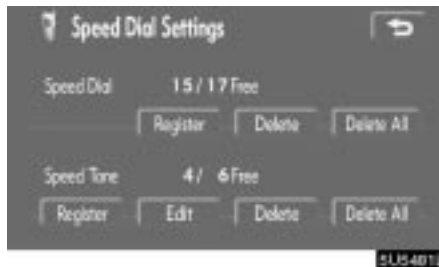 Speed Dial Settings
Speed Dial 15/17 Free
Register Delete Delete All
Speed Tone 4/ 6 Free
Register Edit Delete Delete All
5U5401